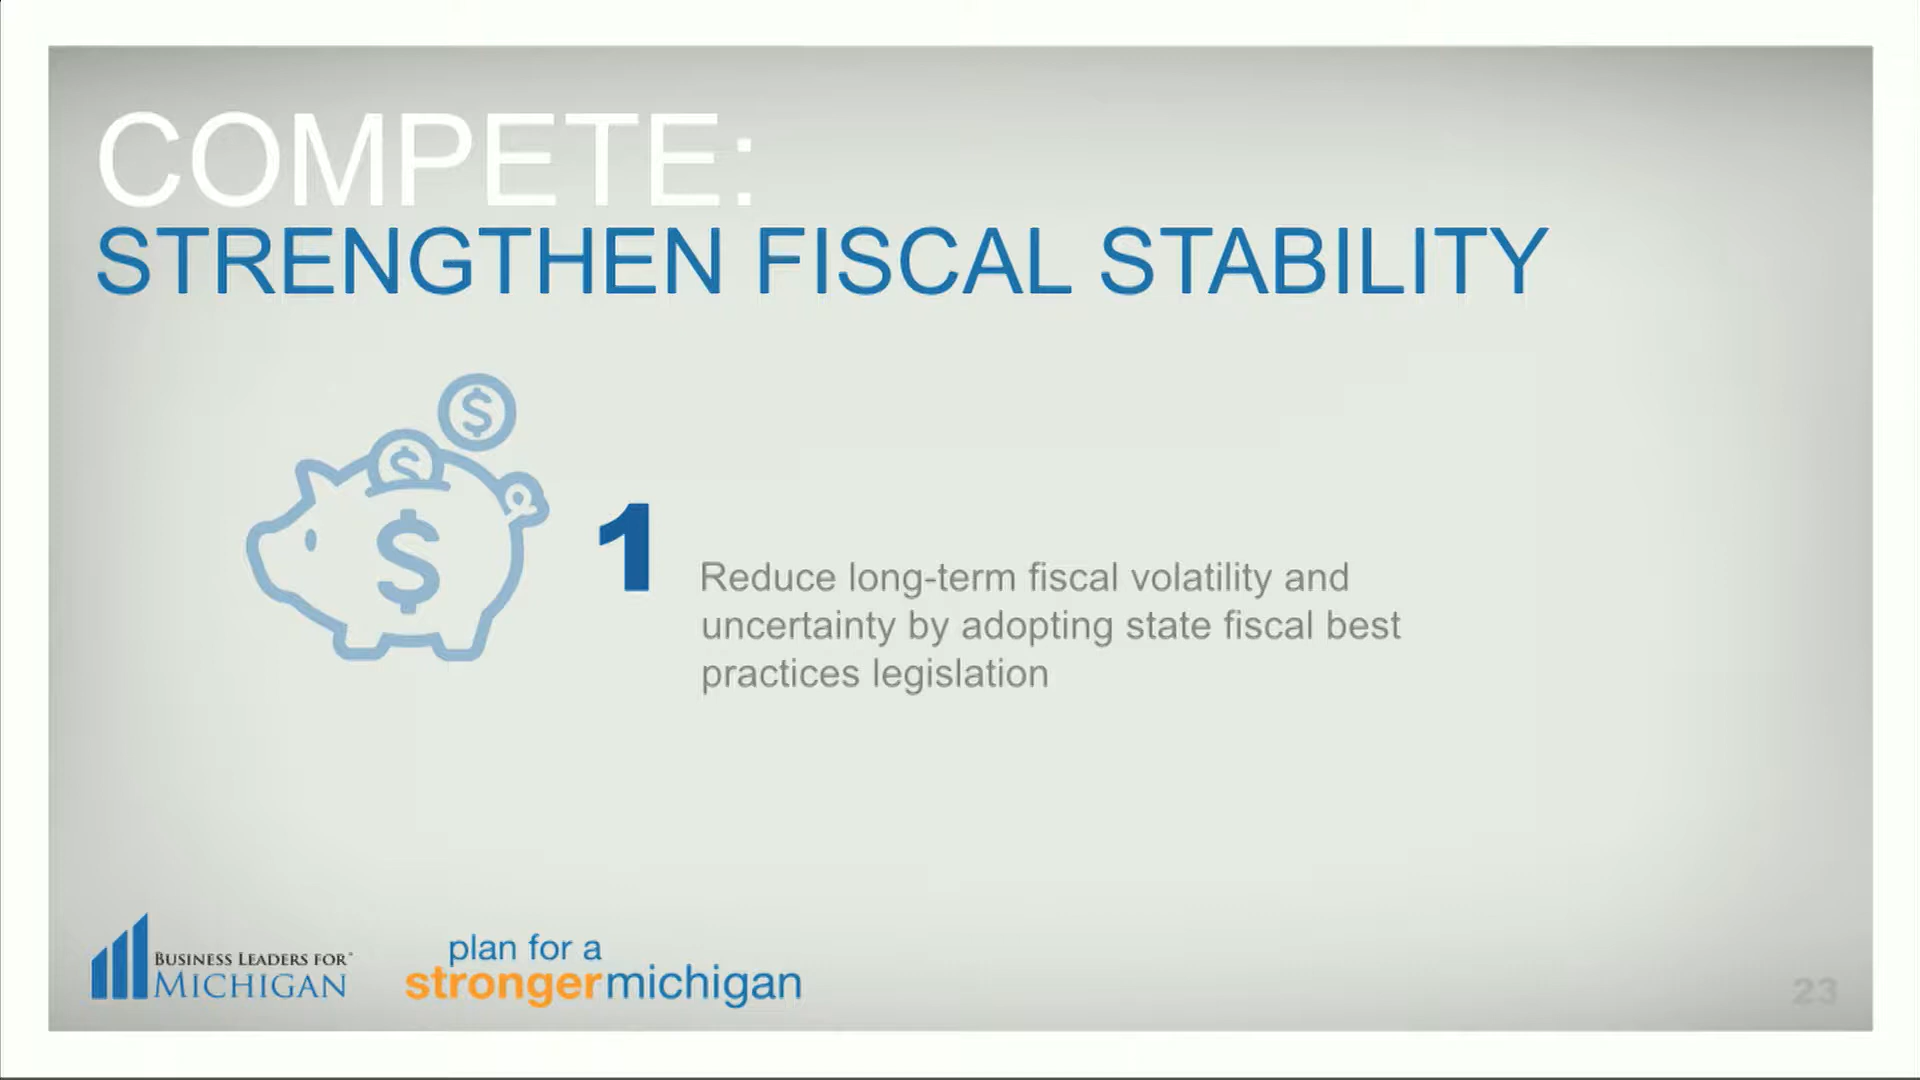 COMPETE:
STRENGTHEN FISCAL STABILITY
$
$
$
1
Reduce long-term fiscal volatility and
uncertainty by adopting state fiscal best
practices legislation
BUSINESS LEADERS FOR
MICHIGAN
plan for a
strongermichigan
23